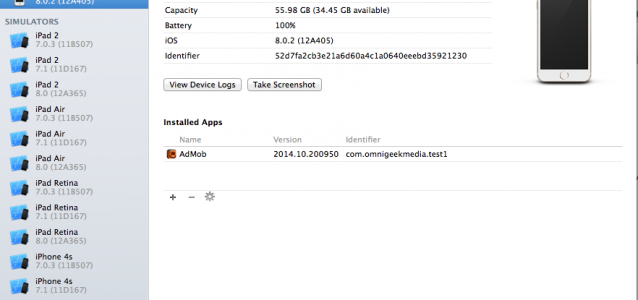 8.0.2 (12A405)
SIMULATORS
iPad 2
7.0.3 (11B507)
iPad 2
7.1 (11D167)
iPad 2
8.0 (12A365)
iPad Air
7.0.3 (11B507)
iPad Air
7.1 (11D167)
iPad Air
8.0 (12A365)
iPad Retina
7.0.3 (11B507)
iPad Retina
7.1 (11D167)
iPad Retina
8.0 (12A365)
iPhone 4s
7.0.3 (11B507)
iPhone 4s
7.1 (11D167)
Capacity 55.98 GB (34.45 GB available)
Battery 100%
iOS 8.0.2 (12A405)
Identifier 52d7fa2cb3e21a6d60a4c1a0640eeebd35921230
View Device Logs Take Screenshot
Installed Apps
Name Version Identifier
AdMob 2014.10.200950 com.omnigeekmedia.test1